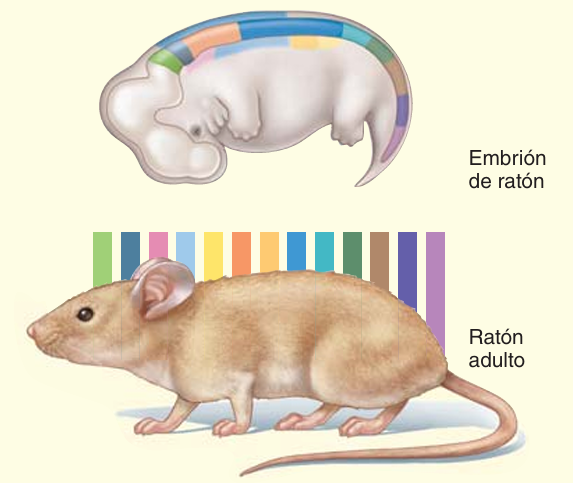 Embrión
de ratón
Ratón
adulto